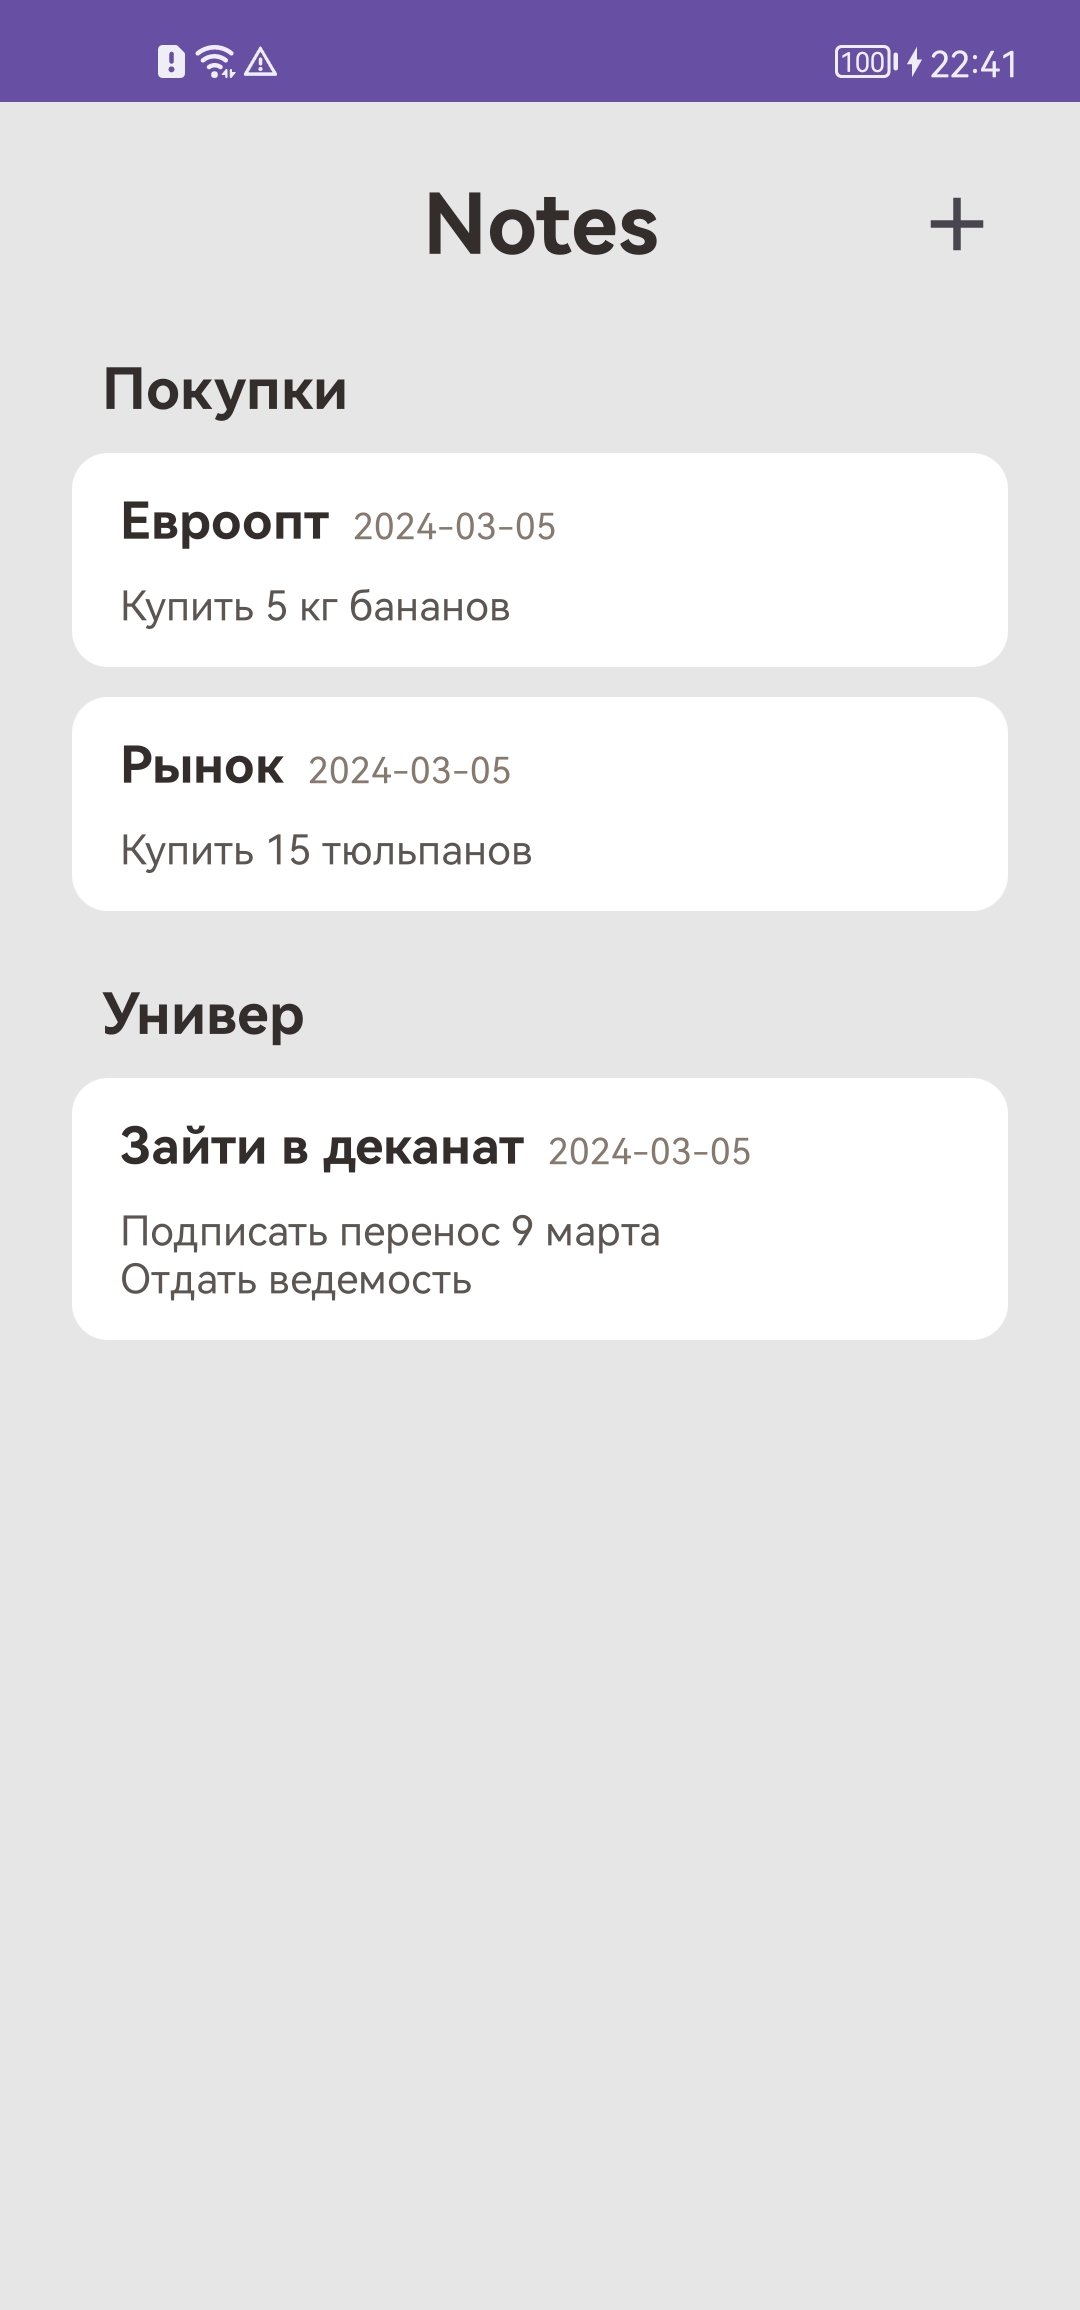 100 22:41
Notes
Покупки
Евроопт 2024-03-05
Купить 5 кг бананов
Рынок 2024-03-05
Купить 15 тюльпанов
Универ
Зайти в деканат 2024-03-05
Подписать перенос 9 марта
Отдать ведемость